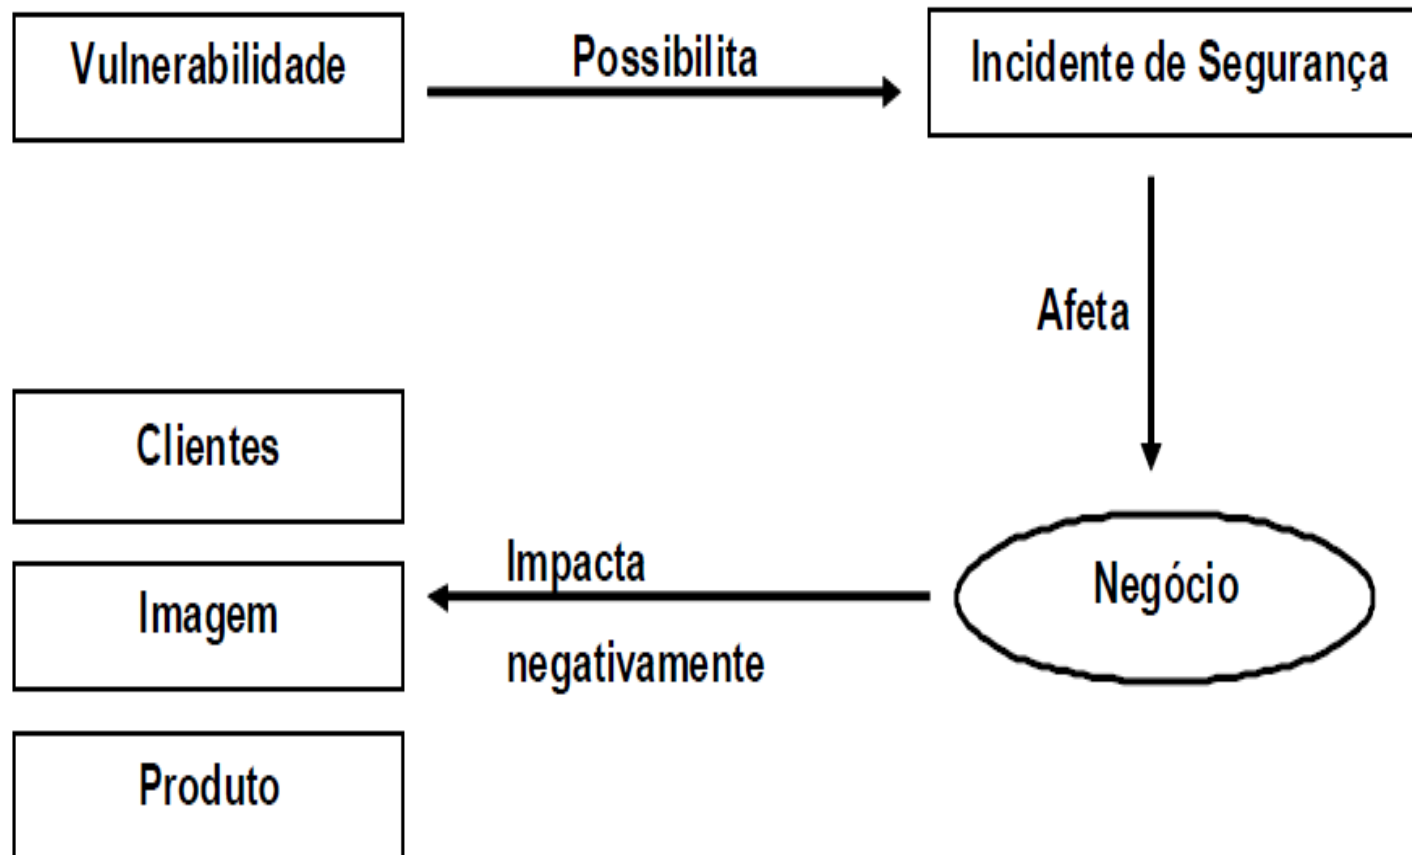 Vulnerabilidade
Possibilita
Incidente de Segurança
Afeta
Clientes
Imagem
Produto
Impacta
negativamente
Negócio